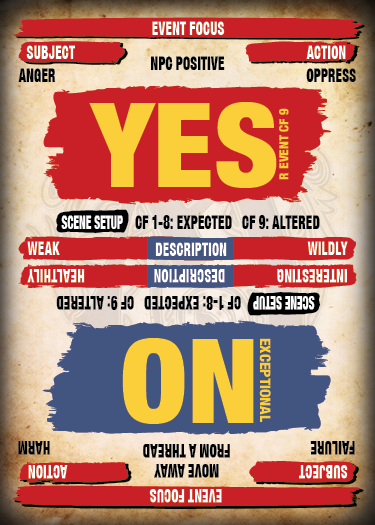 EVENT FOCUS
SUBJECT
ACTION
ANGER
NPC POSITIVE
OPPRESS
YES
R EVENT CF 9
SCENE SETUP CF 1-8: EXPECTED CF 9: ALTERED
WEAK DESCRIPTION WILDLY
EVENT FOCUS
SUBJECT
ACTION
FAILURE
MOVE AWAY
FROM A THREAD
HARM
NO
EXCEPTIONAL
SCENE SETUP CF 1-8: EXPECTED CF 9: ALTERED
INTERESTING DESCRIPTION HEALTHILY